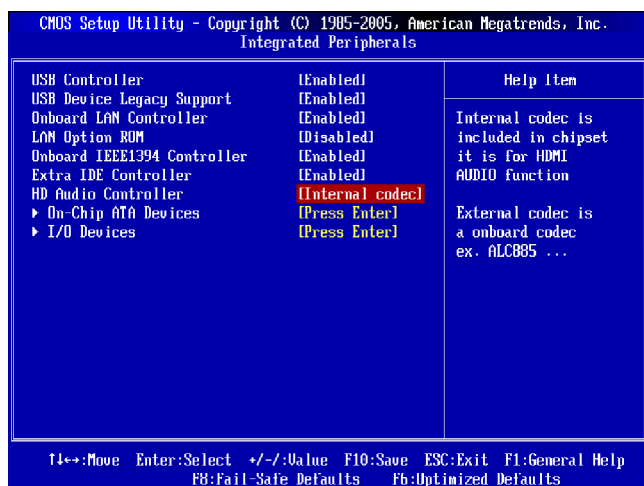 CMOS Setup Utility - Copyright (C) 1985-2005, American Megatrends, Inc.
Integrated Peripherals
USB Controller [Enabled]
USB Device Legacy Support [Enabled]
Onboard LAN Controller [Enabled]
LAN Option ROM [Disabled]
Onboard IEEE1394 Controller [Enabled]
Extra IDE Controller [Enabled]
HD Audio Controller [Internal codec]
▸ On-Chip ATA Devices [Press Enter]
▸ I/O Devices [Press Enter]
Help Item
Internal codec is
included in chipset
it is for HDMI
AUDIO function
External codec is
a onboard codec
ex. ALC885 ...
↑↓←→:Move Enter:Select +/-/:Value F10:Save ESC:Exit F1:General Help
F8:Fail-Safe Defaults F6:Optimized Defaults